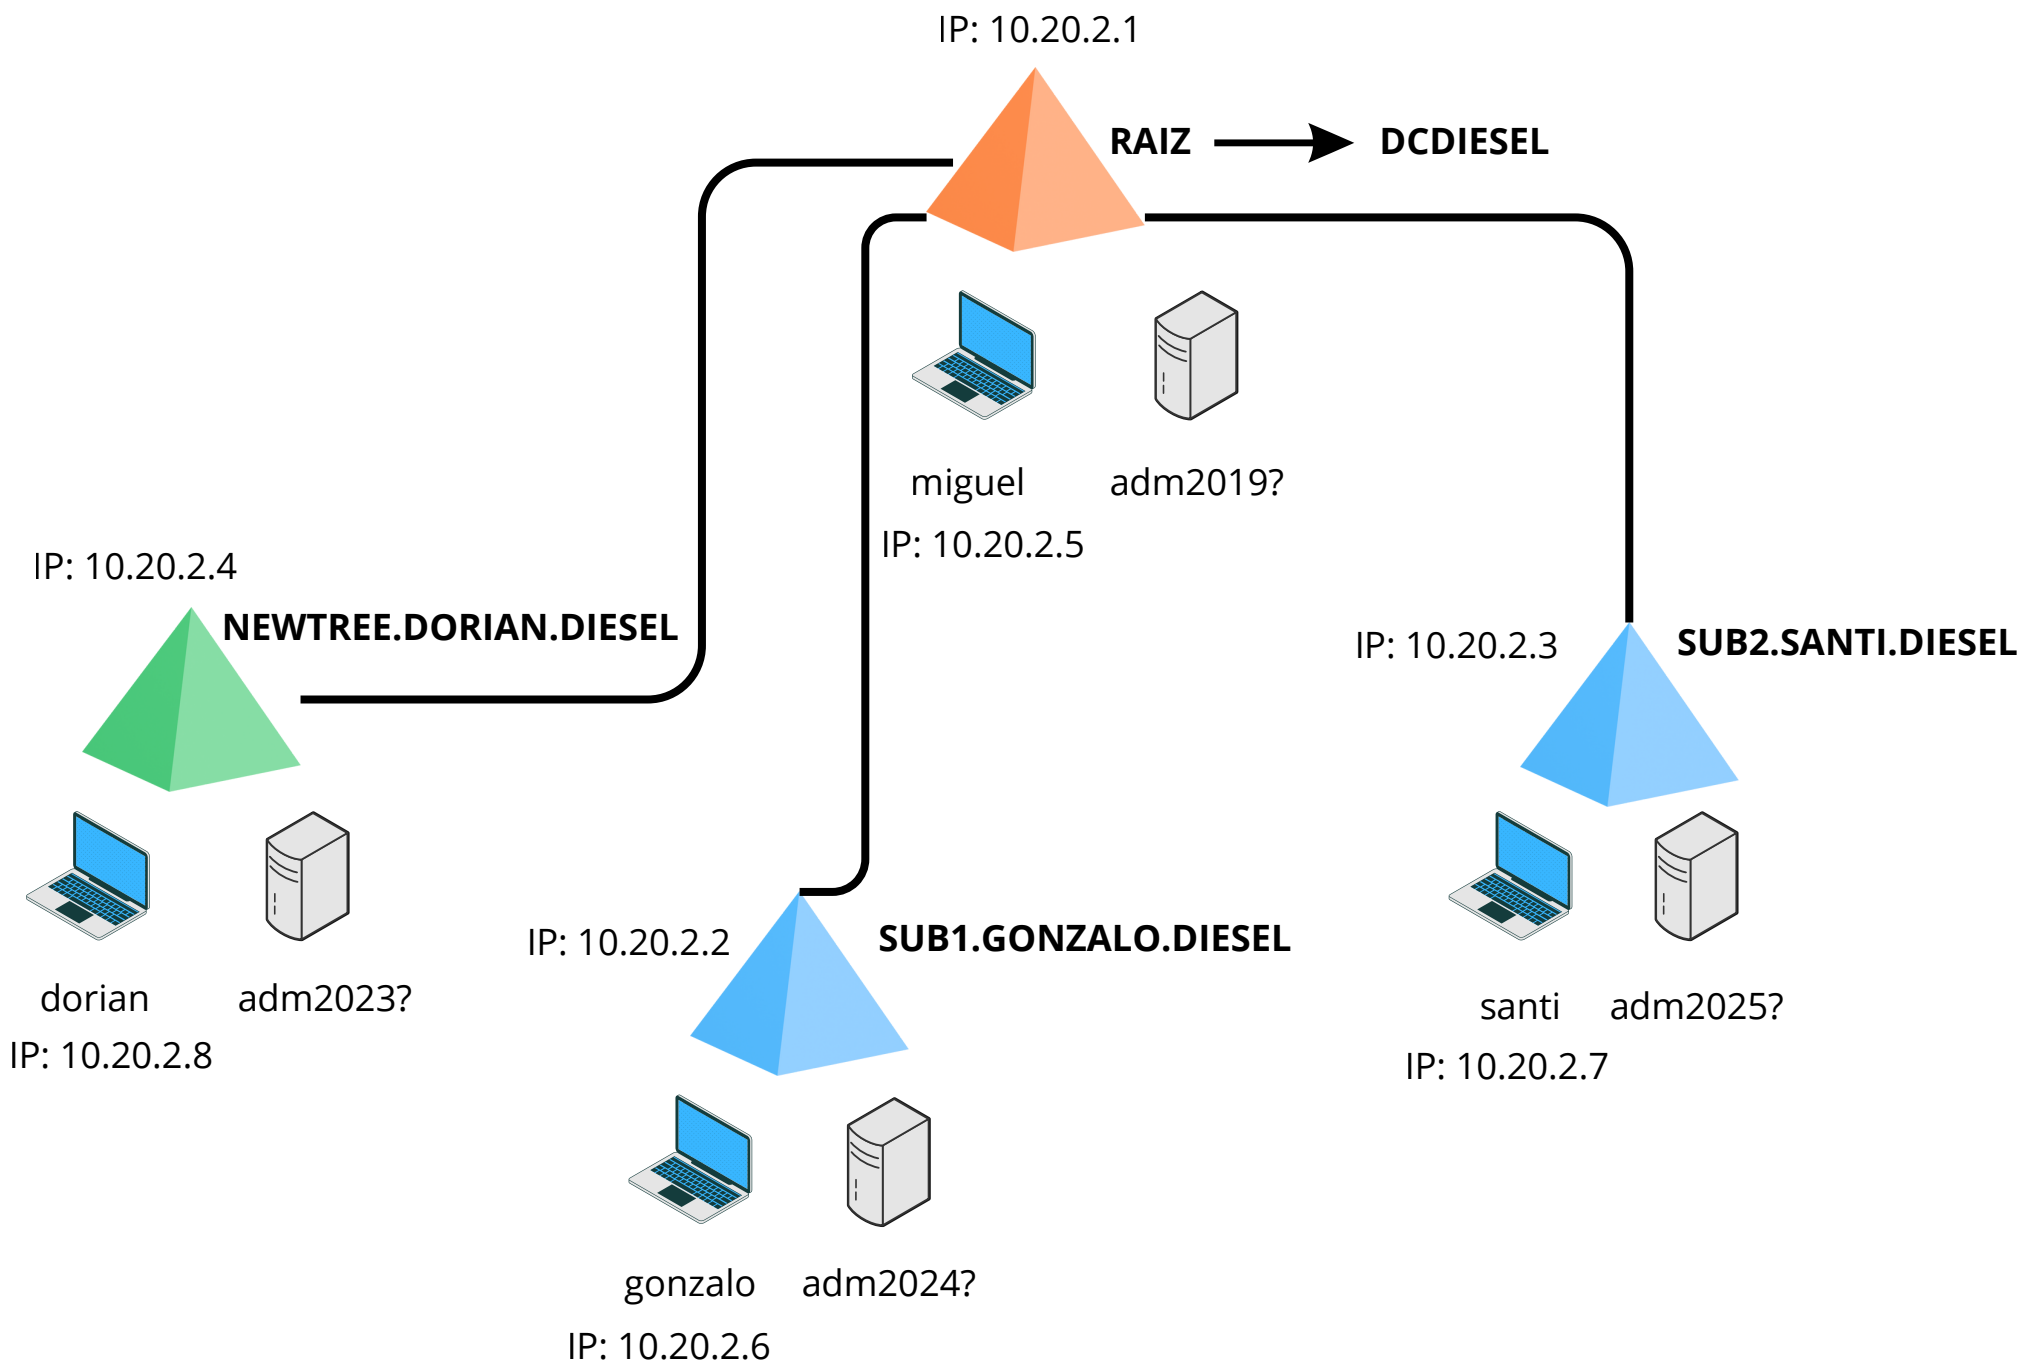 IP: 10.20.2.1
RAIZ
DCDIESEL
miguel
adm2019?
IP: 10.20.2.5
IP: 10.20.2.4
NEWTREE.DORIAN.DIESEL
IP: 10.20.2.3
SUB2.SANTI.DIESEL
dorian
adm2023?
IP: 10.20.2.8
IP: 10.20.2.2
SUB1.GONZALO.DIESEL
santi
adm2025?
IP: 10.20.2.7
gonzalo
adm2024?
IP: 10.20.2.6